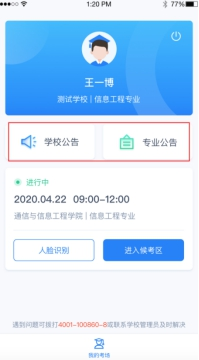 1:20 PM
77%
王一博
测试学校 | 信息工程专业
学校公告
专业公告
进行中
2020.04.22 09:00-12:00
通信与信息工程学院 | 信息工程专业
人脸识别
进入候考区
遇到问题可拨打4001-100860-8或联系学校管理员及时解决
我的考场